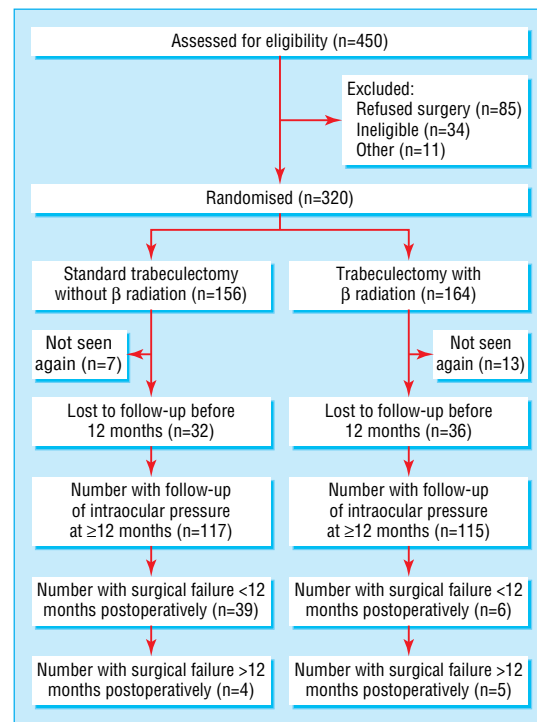 Assessed for eligibility (n=450)
Excluded:
Refused surgery (n=85)
Ineligible (n=34)
Other (n=11)
Randomised (n=320)
Standard trabeculectomy
without β radiation (n=156)
Trabeculectomy with
β radiation (n=164)
Not seen
again (n=7)
Not seen
again (n=13)
Lost to follow-up before
12 months (n=32)
Lost to follow-up before
12 months (n=36)
Number with follow-up
of intraocular pressure
at ≥12 months (n=117)
Number with follow-up
of intraocular pressure
at ≥12 months (n=115)
Number with surgical failure <12
months postoperatively (n=39)
Number with surgical failure <12
months postoperatively (n=6)
Number with surgical failure >12
months postoperatively (n=4)
Number with surgical failure >12
months postoperatively (n=5)